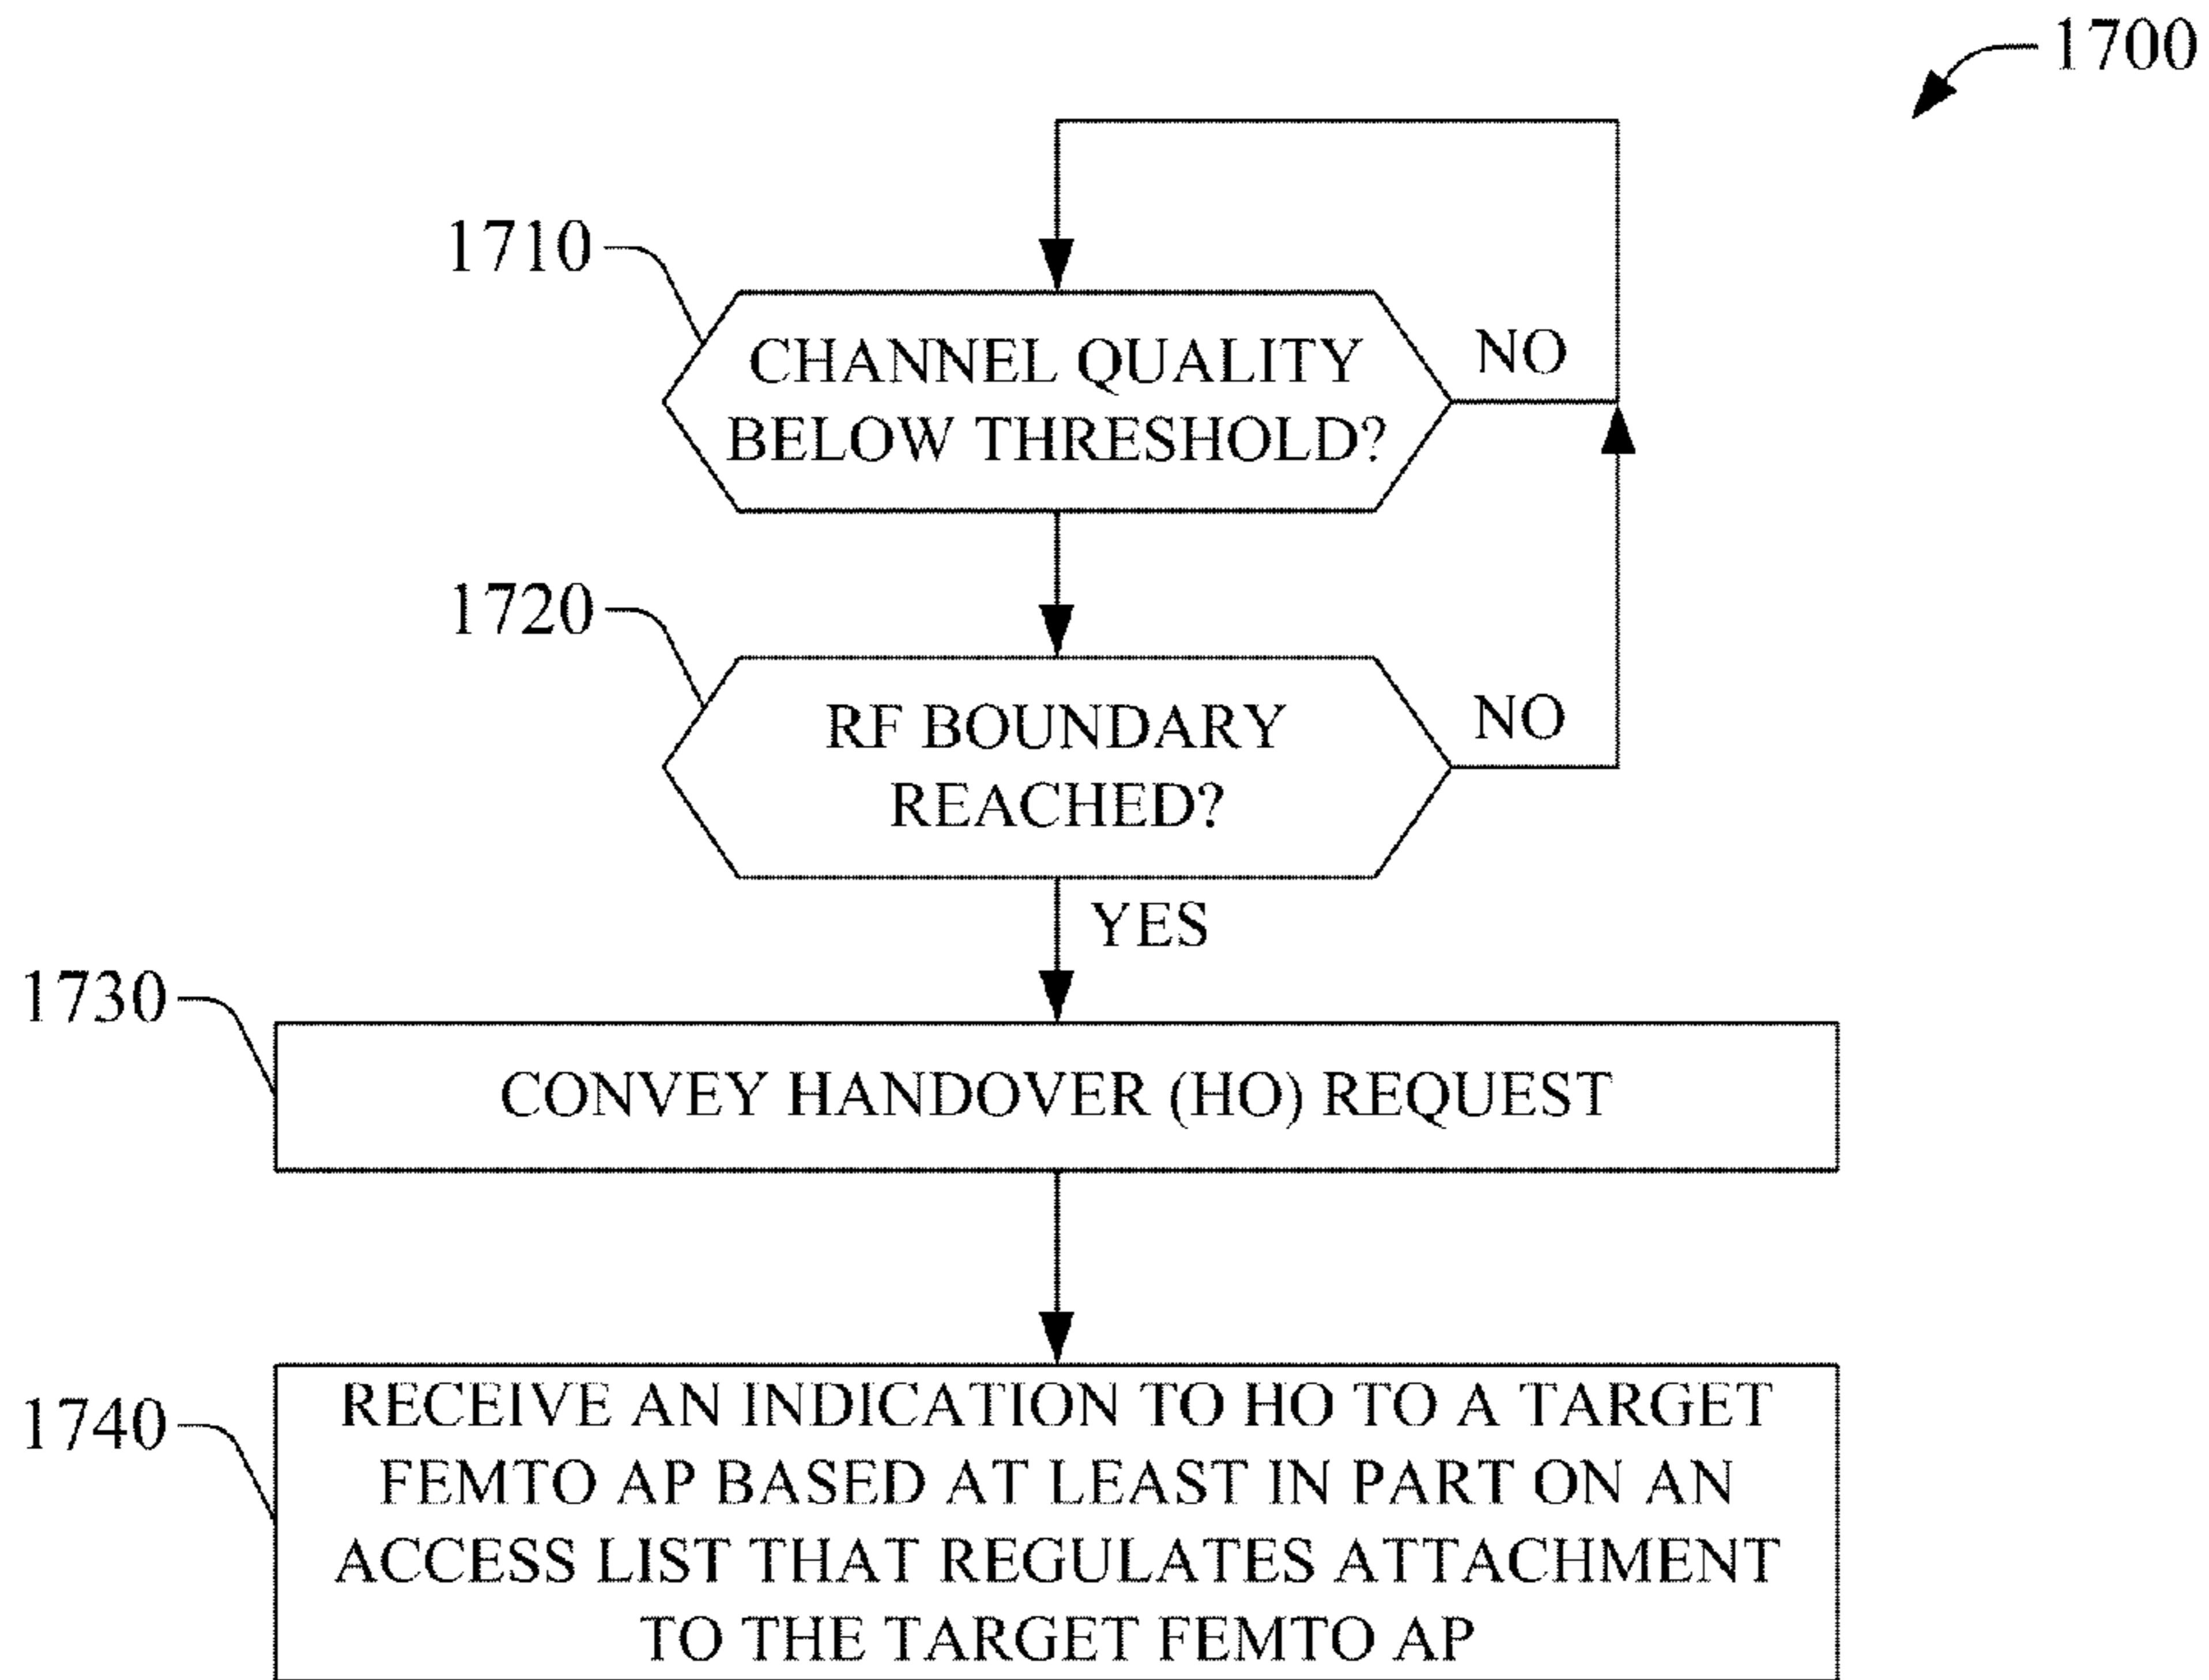 1700
1710
CHANNEL QUALITY
BELOW THRESHOLD?
NO
1720
RF BOUNDARY
REACHED?
NO
YES
1730
CONVEY HANDOVER (HO) REQUEST
1740
RECEIVE AN INDICATION TO HO TO A TARGET
FEMTO AP BASED AT LEAST IN PART ON AN
ACCESS LIST THAT REGULATES ATTACHMENT
TO THE TARGET FEMTO AP